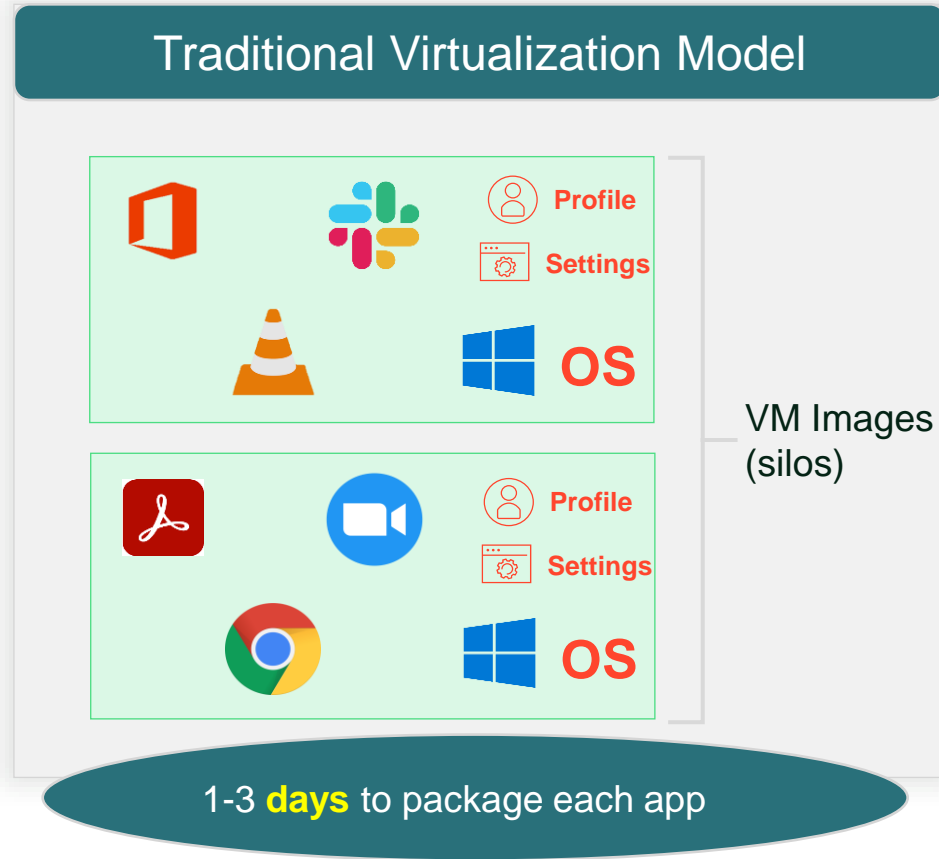 Traditional Virtualization Model
Profile
Settings
OS
VM Images
(silos)
Profile
Settings
OS
1-3 days to package each app